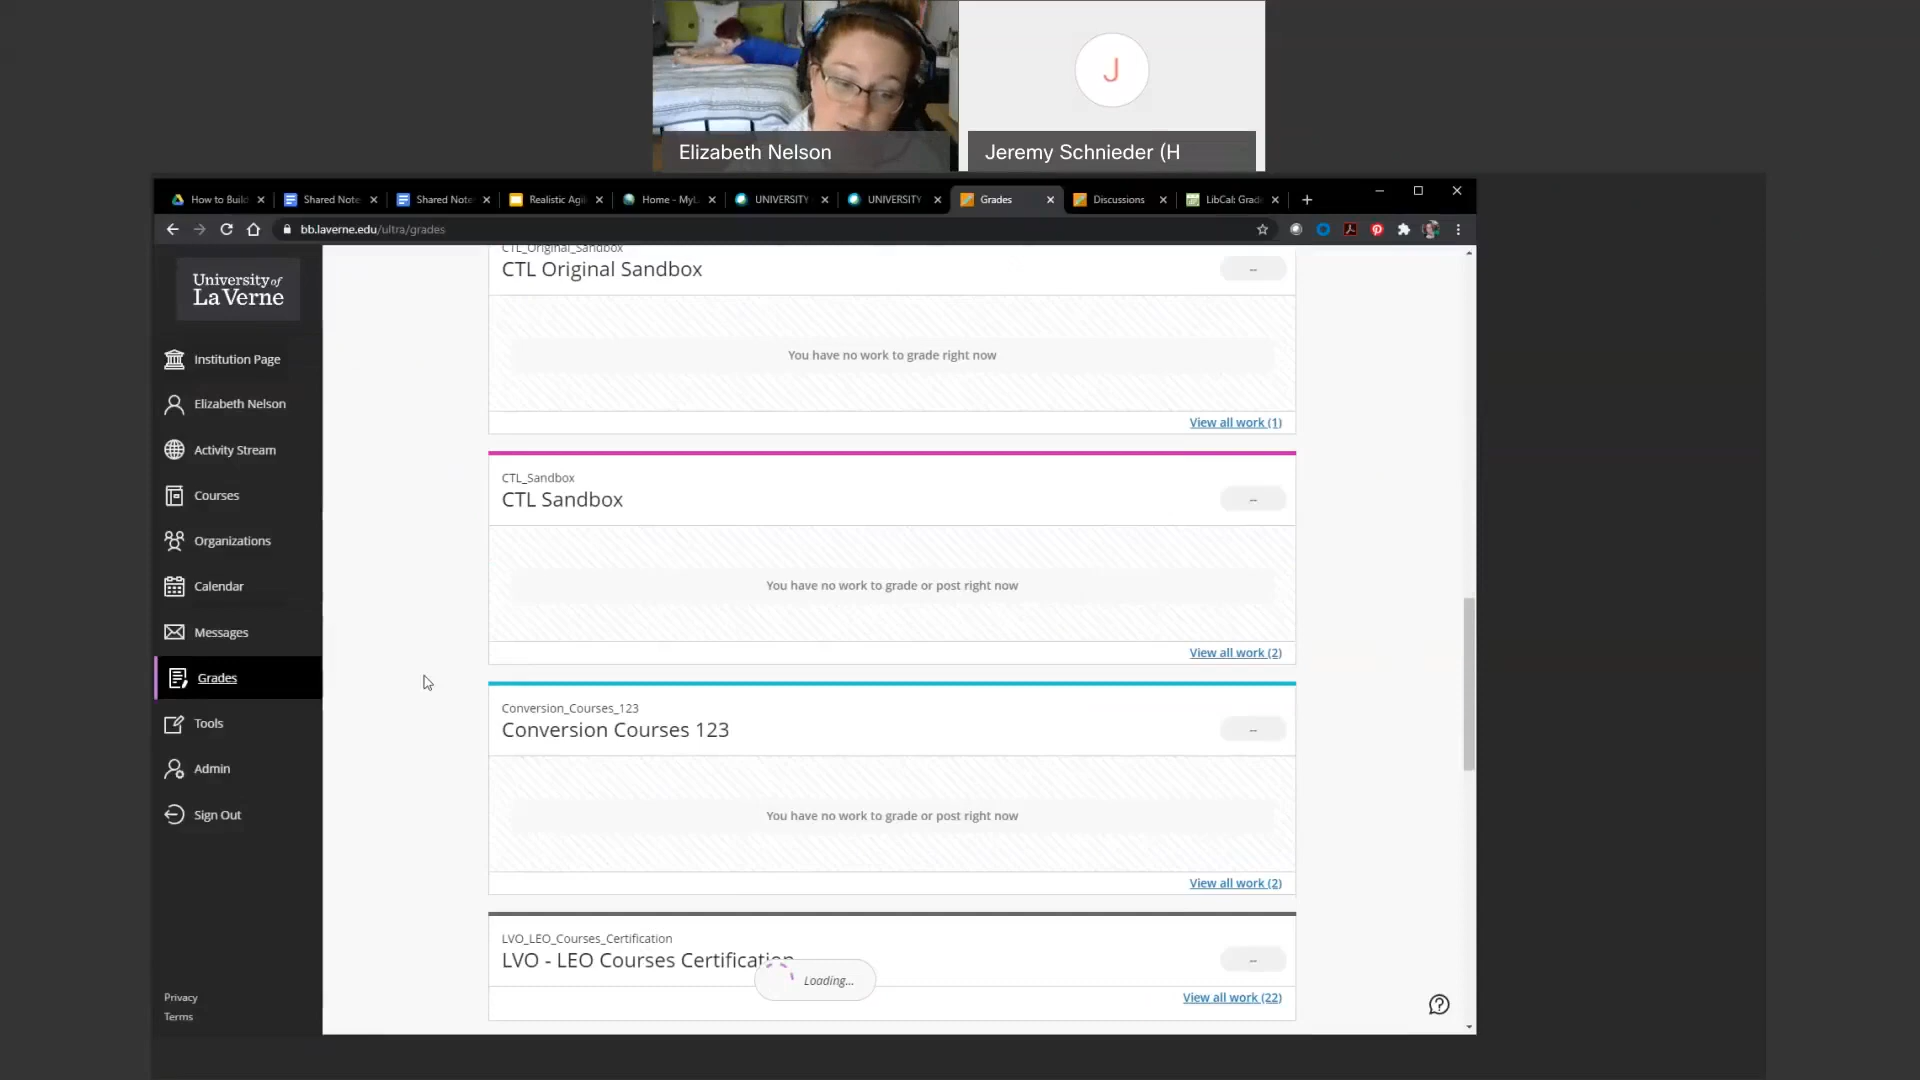 J
Elizabeth Nelson
Jeremy Schnieder (H
How to Build
Shared Note
Shared Note
Realistic Agi
Home - MyL
UNIVERSITY
UNIVERSITY
Grades
Discussions
LibCal: Grad
bb.laverne.edu/ultra/grades
University of
La Verne
Institution Page
Elizabeth Nelson
Activity Stream
Courses
Organizations
Calendar
Messages
Grades
Tools
Admin
Sign Out
Privacy
Terms
CTL_Original_Sandbox
CTL Original Sandbox
--
You have no work to grade right now
View all work (1)
CTL_Sandbox
CTL Sandbox
--
You have no work to grade or post right now
View all work (2)
Conversion_Courses_123
Conversion Courses 123
--
You have no work to grade or post right now
View all work (2)
LVO_LEO_Courses_Certification
LVO - LEO Courses Certification
--
Loading...
View all work (22)